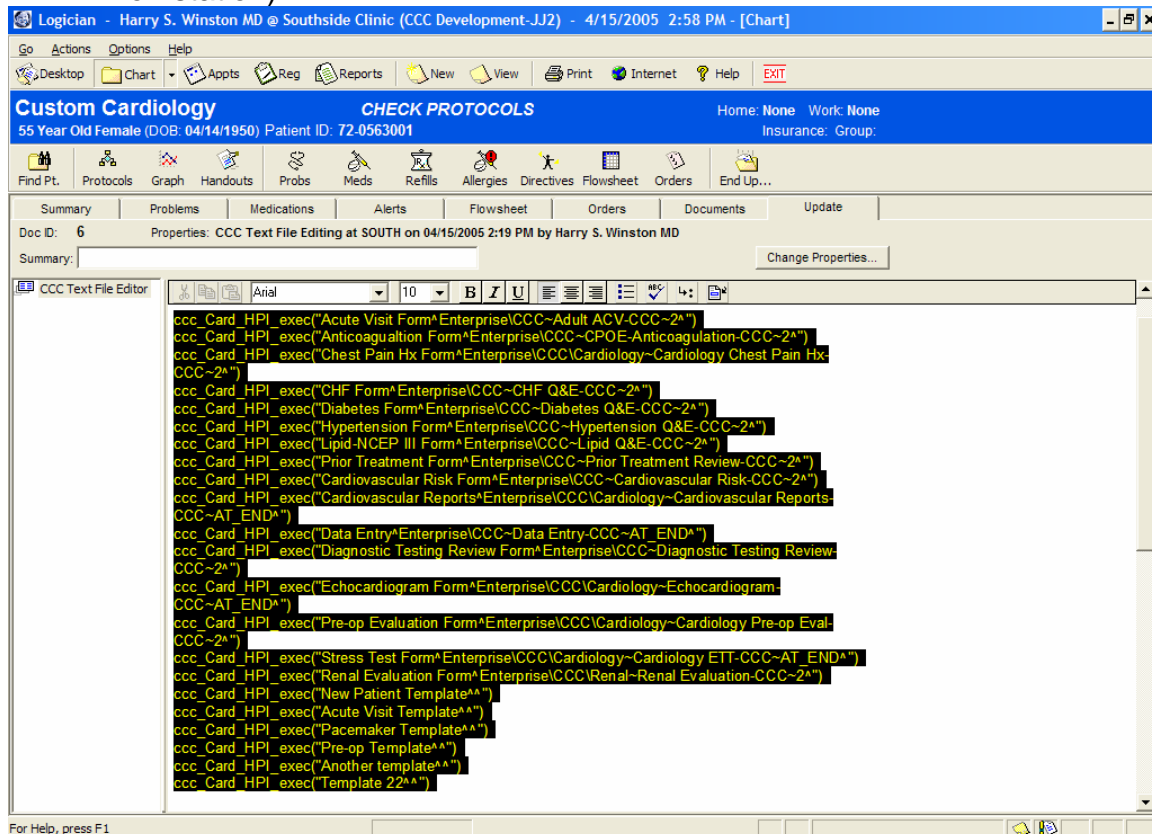 Logician - Harry S. Winston MD @ Southside Clinic (CCC Development-JJ2) - 4/15/2005 2:58 PM - [Chart]
Go Actions Options Help
Desktop Chart Appts Reg Reports New View Print Internet Help EXIT
Custom Cardiology CHECK PROTOCOLS Home: None Work: None
55 Year Old Female (DOB: 04/14/1950) Patient ID: 72-0563001 Insurance: Group:
Find Pt. Protocols Graph Handouts Probs Meds Refills Allergies Directives Flowsheet Orders End Up...
Summary Problems Medications Alerts Flowsheet Orders Documents Update
Doc ID: 6 Properties: CCC Text File Editing at SOUTH on 04/15/2005 2:19 PM by Harry S. Winston MD
Summary: Change Properties...
CCC Text File Editor Arial 10 B I U ABC
ccc_Card_HPI_exec("Acute Visit Form^Enterprise\CCC~Adult ACV-CCC~2^")
ccc_Card_HPI_exec("Anticoagualtion Form^Enterprise\CCC~CPOE-Anticoagulation-CCC~2^")
ccc_Card_HPI_exec("Chest Pain Hx Form^Enterprise\CCC\Cardiology~Cardiology Chest Pain Hx-
CCC~2^")
ccc_Card_HPI_exec("CHF Form^Enterprise\CCC~CHF Q&E-CCC~2^")
ccc_Card_HPI_exec("Diabetes Form^Enterprise\CCC~Diabetes Q&E-CCC~2^")
ccc_Card_HPI_exec("Hypertension Form^Enterprise\CCC~Hypertension Q&E-CCC~2^")
ccc_Card_HPI_exec("Lipid-NCEP III Form^Enterprise\CCC~Lipid Q&E-CCC~2^")
ccc_Card_HPI_exec("Prior Treatment Form^Enterprise\CCC~Prior Treatment Review-CCC~2^")
ccc_Card_HPI_exec("Cardiovascular Risk Form^Enterprise\CCC~Cardiovascular Risk-CCC~2^")
ccc_Card_HPI_exec("Cardiovascular Reports^Enterprise\CCC\Cardiology~Cardiovascular Reports-
CCC~AT_END^")
ccc_Card_HPI_exec("Data Entry^Enterprise\CCC~Data Entry-CCC~AT_END^")
ccc_Card_HPI_exec("Diagnostic Testing Review Form^Enterprise\CCC~Diagnostic Testing Review-
CCC~2^")
ccc_Card_HPI_exec("Echocardiogram Form^Enterprise\CCC\Cardiology~Echocardiogram-
CCC~AT_END^")
ccc_Card_HPI_exec("Pre-op Evaluation Form^Enterprise\CCC\Cardiology~Cardiology Pre-op Eval-
CCC~2^")
ccc_Card_HPI_exec("Stress Test Form^Enterprise\CCC\Cardiology~Cardiology ETT-CCC~AT_END^")
ccc_Card_HPI_exec("Renal Evaluation Form^Enterprise\CCC\Renal~Renal Evaluation-CCC~2^")
ccc_Card_HPI_exec("New Patient Template^^")
ccc_Card_HPI_exec("Acute Visit Template^^")
ccc_Card_HPI_exec("Pacemaker Template^^")
ccc_Card_HPI_exec("Pre-op Template^^")
ccc_Card_HPI_exec("Another template^^")
ccc_Card_HPI_exec("Template 22^^")
For Help, press F1